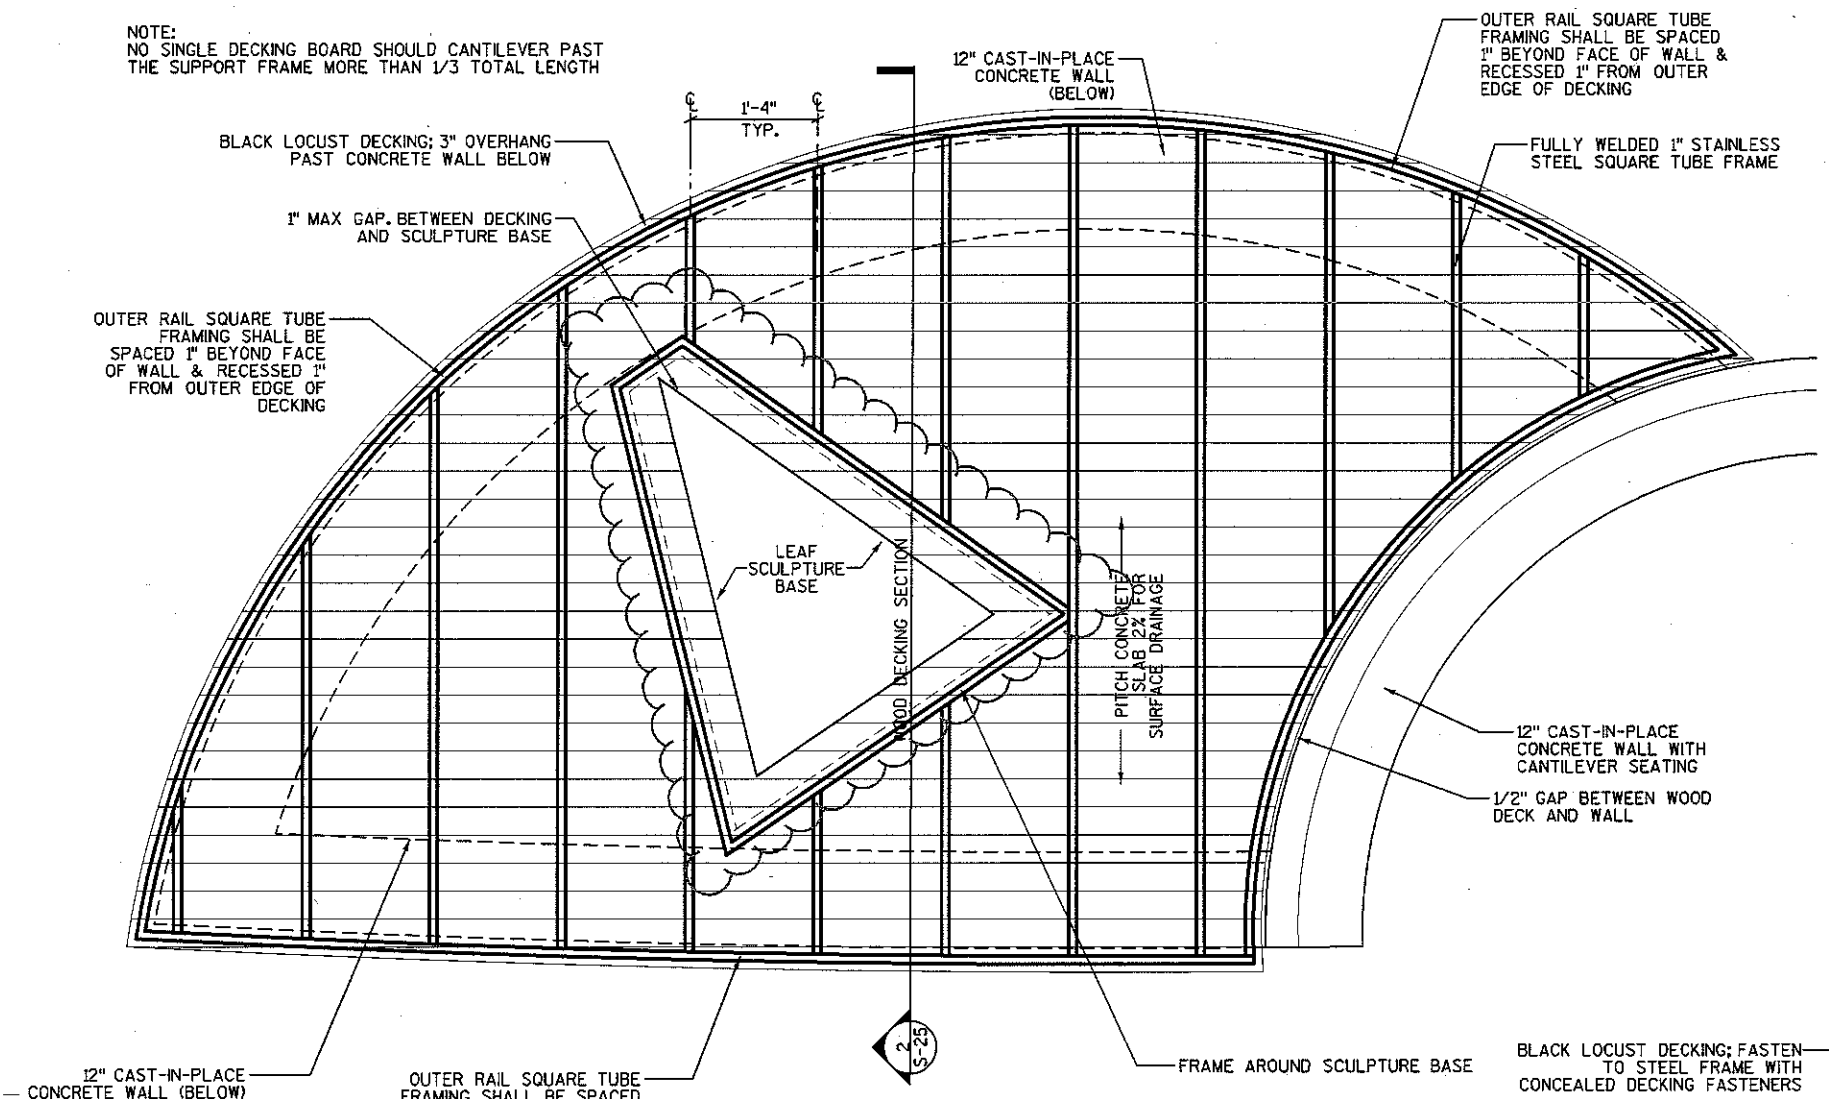 NOTE:
NO SINGLE DECKING BOARD SHOULD CANTILEVER PAST
THE SUPPORT FRAME MORE THAN 1/3 TOTAL LENGTH
12" CAST-IN-PLACE
CONCRETE WALL
(BELOW)
OUTER RAIL SQUARE TUBE
FRAMING SHALL BE SPACED
1" BEYOND FACE OF WALL &
RECESSED 1" FROM OUTER
EDGE OF DECKING
℄
℄
1'-4"
TYP.
BLACK LOCUST DECKING; 3" OVERHANG
PAST CONCRETE WALL BELOW
FULLY WELDED 1" STAINLESS
STEEL SQUARE TUBE FRAME
1" MAX GAP. BETWEEN DECKING
AND SCULPTURE BASE
OUTER RAIL SQUARE TUBE
FRAMING SHALL BE
SPACED 1" BEYOND FACE
OF WALL & RECESSED 1"
FROM OUTER EDGE OF
DECKING
LEAF
SCULPTURE
BASE
WOOD DECKING SECTION
PITCH CONCRETE
SLAB 2% FOR
SURFACE DRAINAGE
12" CAST-IN-PLACE
CONCRETE WALL WITH
CANTILEVER SEATING
1/2" GAP BETWEEN WOOD
DECK AND WALL
2
S-25
FRAME AROUND SCULPTURE BASE
BLACK LOCUST DECKING; FASTEN
TO STEEL FRAME WITH
CONCEALED DECKING FASTENERS
12" CAST-IN-PLACE
CONCRETE WALL (BELOW)
OUTER RAIL SQUARE TUBE
FRAMING SHALL BE SPACED